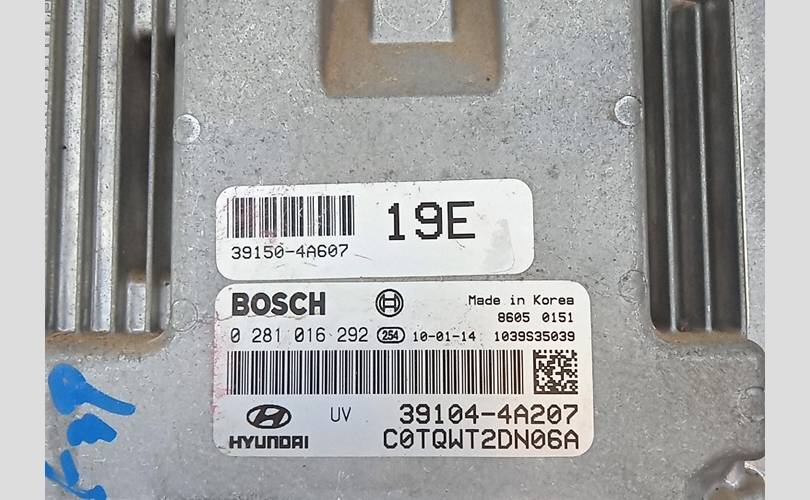 19E
39150-4A607
BOSCH
Made in Korea
8605 0151
0 281 016 292 254 10-01-14 1039S35039
UV 39104-4A207
HYUNDAI C0TQWT2DN06A